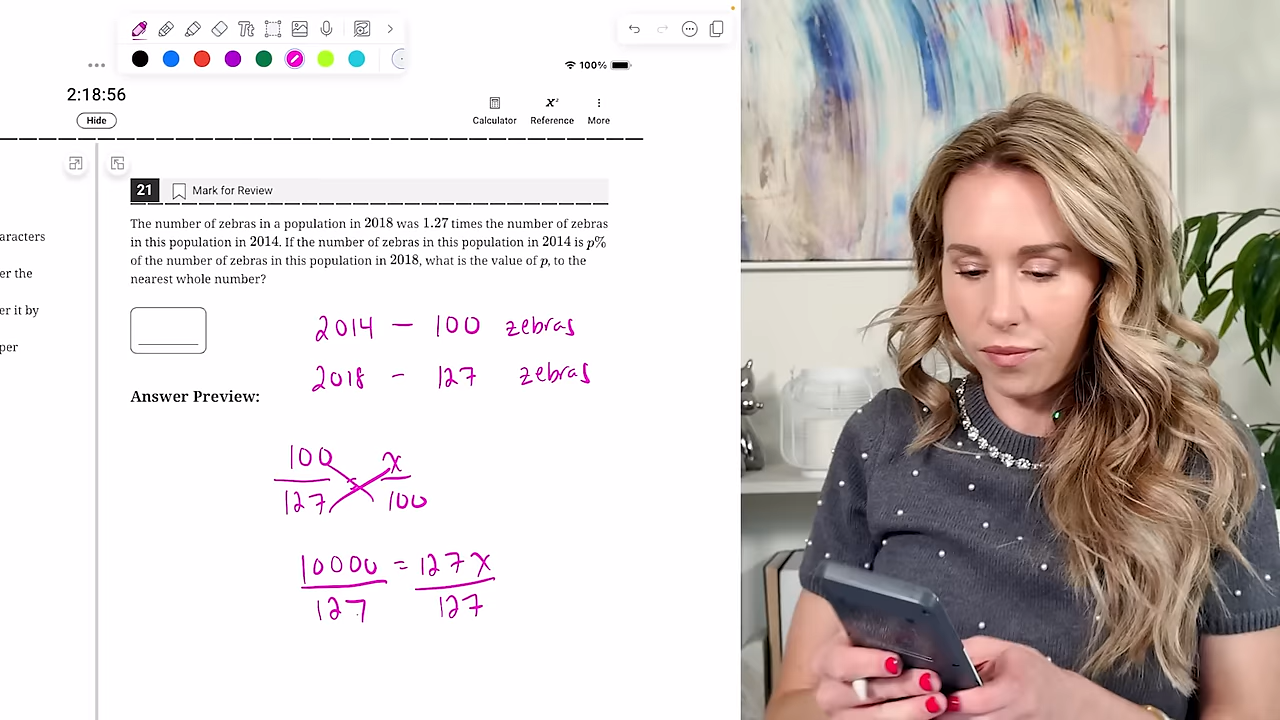 Tt
100%
2:18:56
Hide
Calculator
x²
Reference
More
aracters
er the
er it by
per
21 Mark for Review
The number of zebras in a population in 2018 was 1.27 times the number of zebras
in this population in 2014. If the number of zebras in this population in 2014 is p%
of the number of zebras in this population in 2018, what is the value of p, to the
nearest whole number?
2014 – 100 zebras
2018 – 127 zebras
Answer Preview:
100 = x
127 100
10000 = 127x
127 127